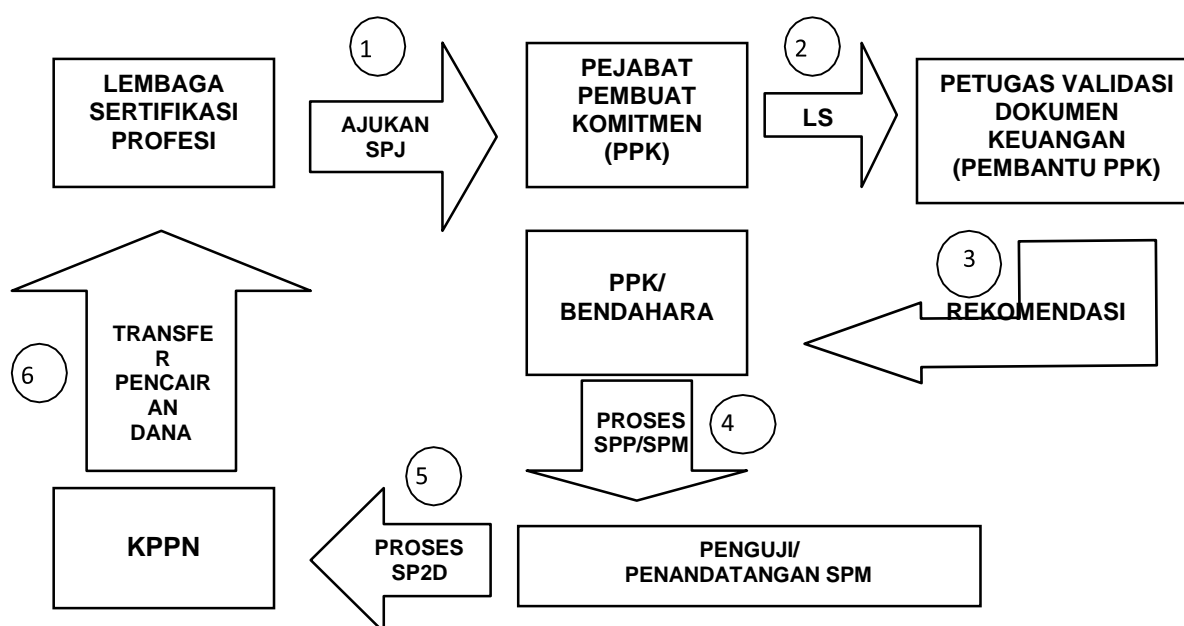 1
LEMBAGA
SERTIFIKASI
PROFESI
AJUKAN
SPJ
PEJABAT
PEMBUAT
KOMITMEN
(PPK)
2
LS
PETUGAS VALIDASI
DOKUMEN
KEUANGAN
(PEMBANTU PPK)
3
REKOMENDASI
PPK/
BENDAHARA
4
PROSES
SPP/SPM
PENGUJI/
PENANDATANGAN SPM
5
PROSES
SP2D
KPPN
6
TRANSFE
R
PENCAIR
AN
DANA